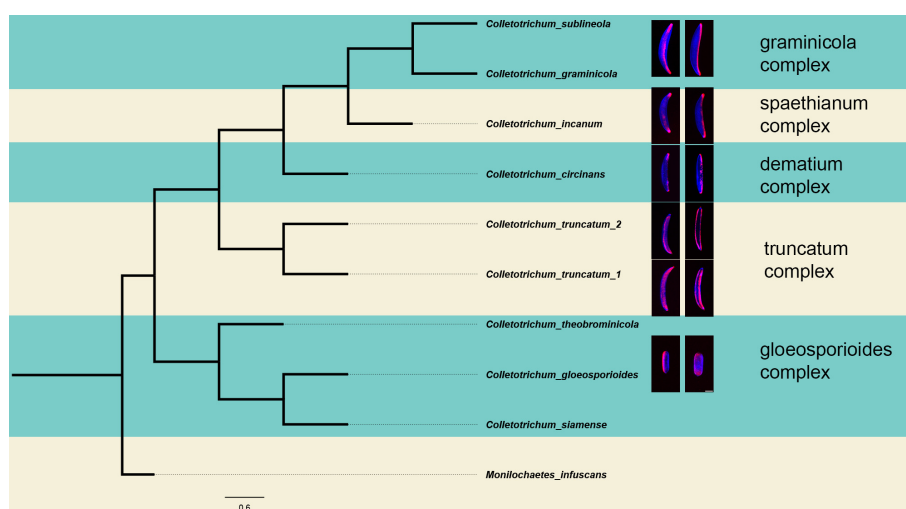 Colletotrichum_sublineola
graminicola
complex
Colletotrichum_graminicola
spaethianum
complex
Colletotrichum_incanum
dematium
complex
Colletotrichum_circinans
Colletotrichum_truncatum_2
truncatum
complex
Colletotrichum_truncatum_1
Colletotrichum_theobrominicola
gloeosporioides
complex
Colletotrichum_gloeosporioides
Colletotrichum_siamense
Monilochaetes_infuscans
0.6